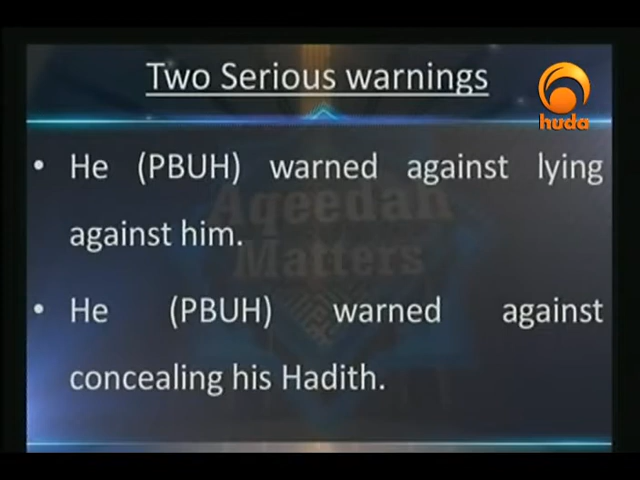 Two Serious warnings
huda
• He (PBUH) warned against lying
against him.
• He (PBUH) warned against
concealing his Hadith.
Aqeedah
Matters